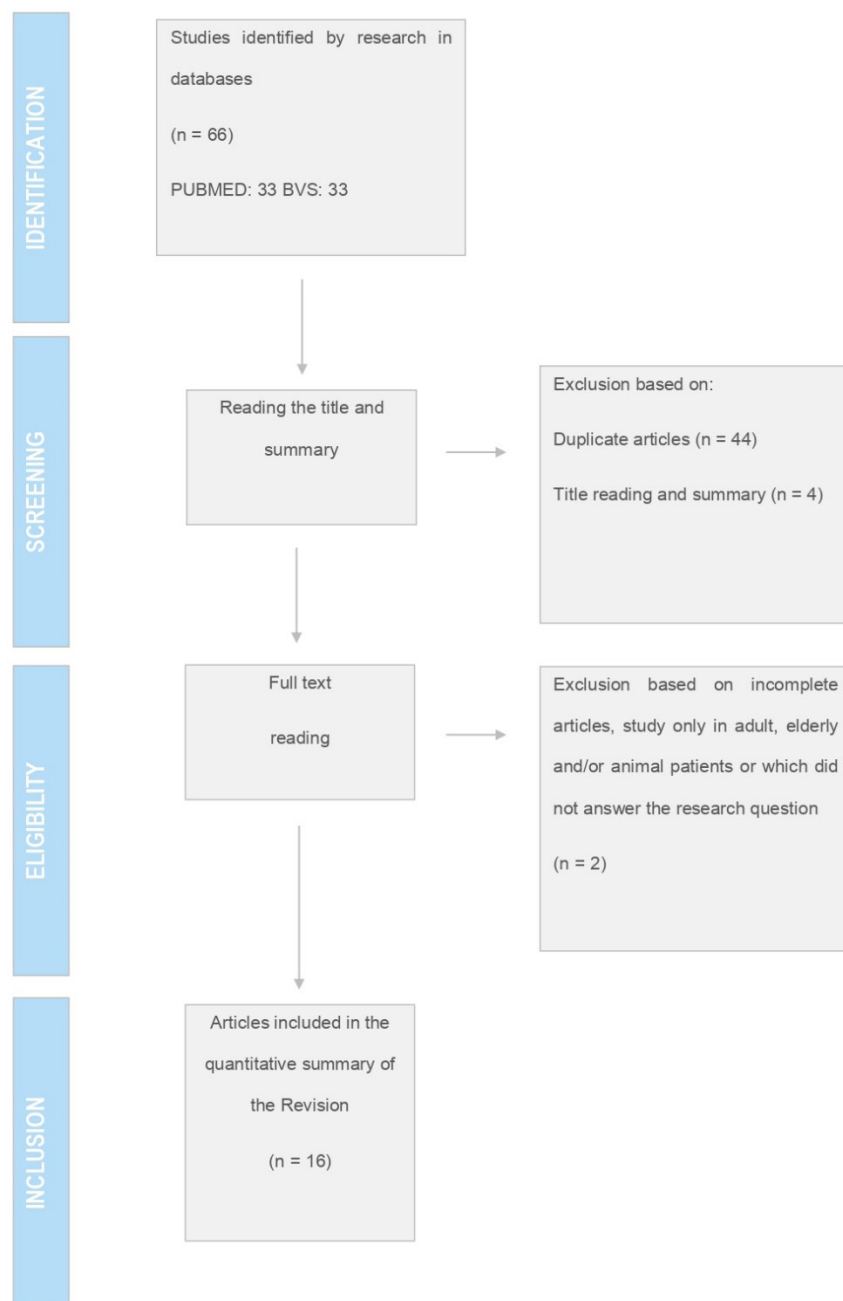 IDENTIFICATION
Studies identified by research in
databases
(n = 66)
PUBMED: 33 BVS: 33
SCREENING
Reading the title and
summary
Exclusion based on:
Duplicate articles (n = 44)
Title reading and summary (n = 4)
ELIGIBILITY
Full text
reading
Exclusion based on incomplete
articles, study only in adult, elderly
and/or animal patients or which did
not answer the research question
(n = 2)
INCLUSION
Articles included in the
quantitative summary of
the Revision
(n = 16)